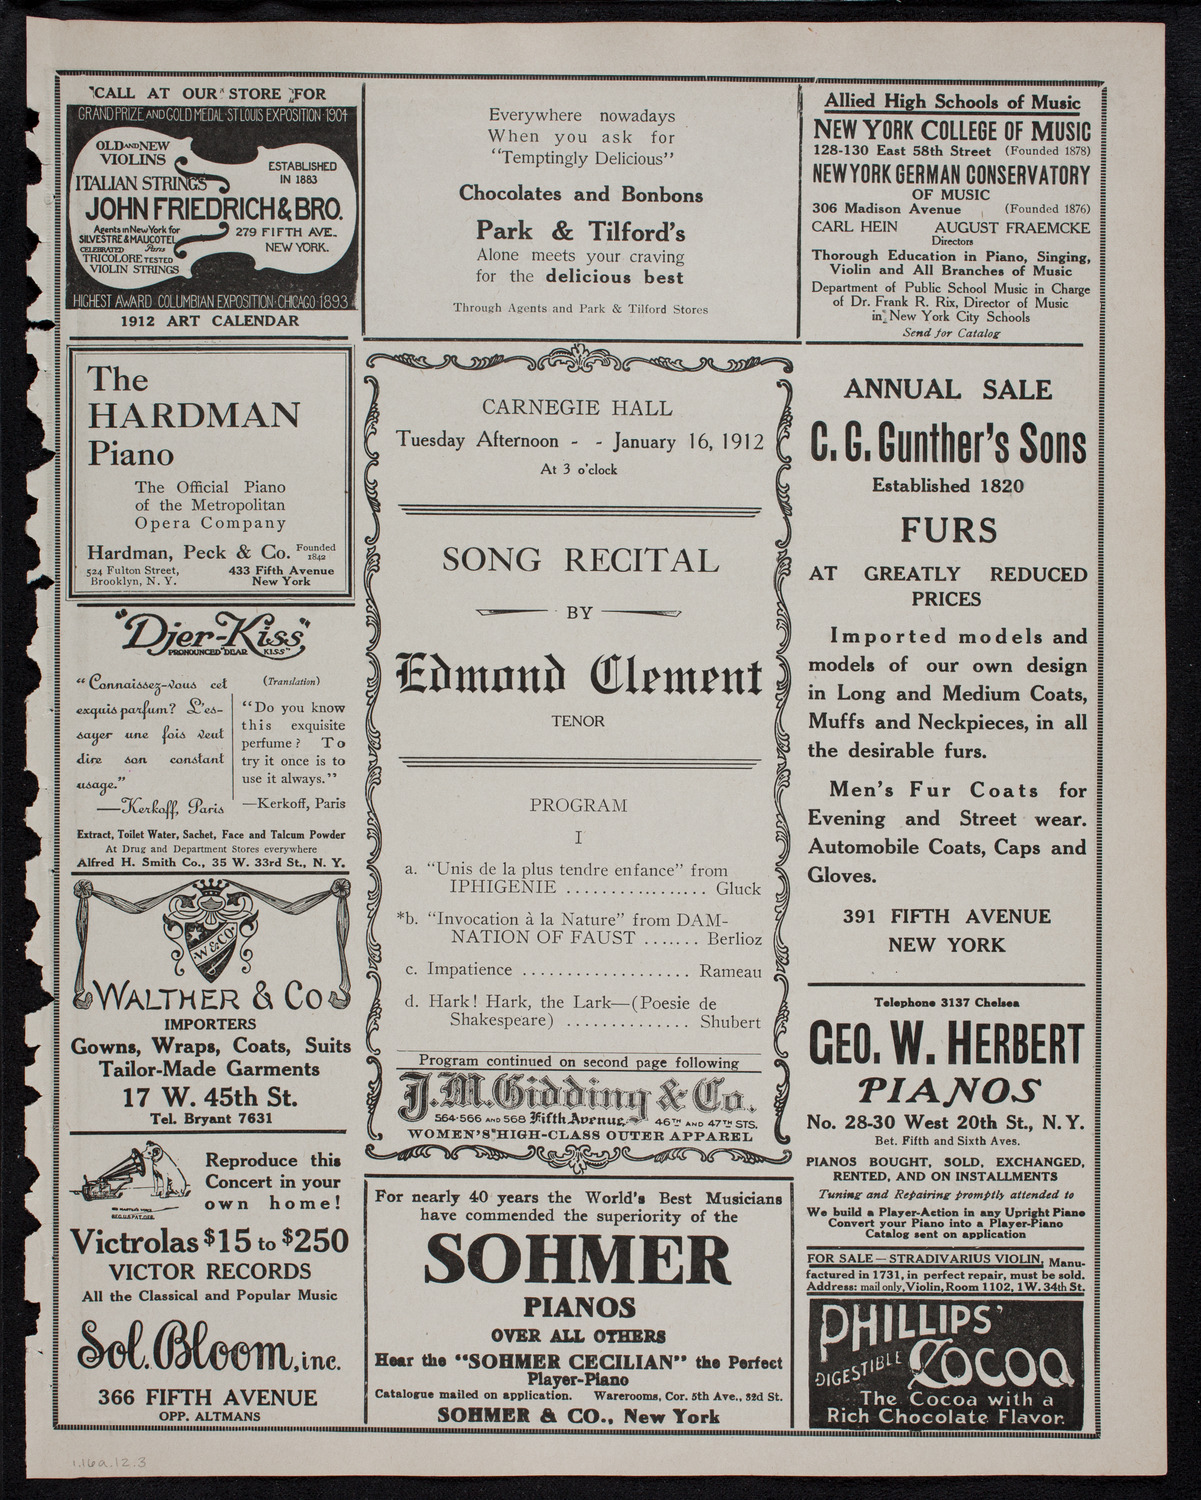 CALL AT OUR STORE FOR
GRAND PRIZE AND GOLD MEDAL · ST LOUIS EXPOSITION · 1904
OLD AND NEW
VIOLINS
ESTABLISHED
IN 1883
ITALIAN STRINGS
JOHN FRIEDRICH & BRO.
Agents in New York for
SILVESTRE & MAUCOTEL
CELEBRATED Paris
TRICOLORE TESTED
VIOLIN STRINGS
279 FIFTH AVE.
NEW YORK.
HIGHEST AWARD COLUMBIAN EXPOSITION · CHICAGO · 1893
1912 ART CALENDAR
The
HARDMAN
Piano
The Official Piano
of the Metropolitan
Opera Company
Hardman, Peck & Co. Founded 1842
524 Fulton Street, 433 Fifth Avenue
Brooklyn, N. Y. New York
"Djer-Kiss"
PRONOUNCED "DEAR KISS"
"Connaissez-vous cet
exquis parfum? L'es-
sayer une fois veut
dire son constant
usage."
—Kerkoff, Paris
(Translation)
"Do you know
this exquisite
perfume? To
try it once is to
use it always."
—Kerkoff, Paris
Extract, Toilet Water, Sachet, Face and Talcum Powder
At Drug and Department Stores everywhere
Alfred H. Smith Co., 35 W. 33rd St., N. Y.
W & CO.
WALTHER & CO
IMPORTERS
Gowns, Wraps, Coats, Suits
Tailor-Made Garments
17 W. 45th St.
Tel. Bryant 7631
Reproduce this
Concert in your
own home!
HIS MASTER'S VOICE
REG. U.S. PAT. OFF.
Victrolas $15 to $250
VICTOR RECORDS
All the Classical and Popular Music
Sol. Bloom, inc.
366 FIFTH AVENUE
OPP. ALTMANS
Everywhere nowadays
When you ask for
"Temptingly Delicious"
Chocolates and Bonbons
Park & Tilford's
Alone meets your craving
for the delicious best
Through Agents and Park & Tilford Stores
CARNEGIE HALL
Tuesday Afternoon - - January 16, 1912
At 3 o'clock
SONG RECITAL
BY
Edmond Clement
TENOR
PROGRAM
I
a. "Unis de la plus tendre enfance" from
IPHIGENIE ................. Gluck
*b. "Invocation à la Nature" from DAM-
NATION OF FAUST ....... Berlioz
c. Impatience .................... Rameau
d. Hark! Hark, the Lark—(Poesie de
Shakespeare) .............. Shubert
Program continued on second page following
J. M. Gidding & Co.
564-566 AND 568 Fifth Avenue 46TH AND 47TH STS.
WOMEN'S HIGH-CLASS OUTER APPAREL
For nearly 40 years the World's Best Musicians
have commended the superiority of the
SOHMER
PIANOS
OVER ALL OTHERS
Hear the "SOHMER CECILIAN" the Perfect
Player-Piano
Catalogue mailed on application. Warerooms, Cor. 5th Ave., 32d St.
SOHMER & CO., New York
Allied High Schools of Music
NEW YORK COLLEGE OF MUSIC
128-130 East 58th Street (Founded 1878)
NEW YORK GERMAN CONSERVATORY
OF MUSIC
306 Madison Avenue (Founded 1876)
CARL HEIN AUGUST FRAEMCKE
Directors
Thorough Education in Piano, Singing,
Violin and All Branches of Music
Department of Public School Music in Charge
of Dr. Frank R. Rix, Director of Music
in New York City Schools
Send for Catalog
ANNUAL SALE
C. G. Gunther's Sons
Established 1820
FURS
AT GREATLY REDUCED
PRICES
Imported models and
models of our own design
in Long and Medium Coats,
Muffs and Neckpieces, in all
the desirable furs.
Men's Fur Coats for
Evening and Street wear.
Automobile Coats, Caps and
Gloves.
391 FIFTH AVENUE
NEW YORK
Telephone 3137 Chelsea
GEO. W. HERBERT
PIANOS
No. 28-30 West 20th St., N. Y.
Bet. Fifth and Sixth Aves.
PIANOS BOUGHT, SOLD, EXCHANGED,
RENTED, AND ON INSTALLMENTS
Tuning and Repairing promptly attended to
We build a Player-Action in any Upright Piano
Convert your Piano into a Player-Piano
Catalog sent on application
FOR SALE—STRADIVARIUS VIOLIN, Manu-
factured in 1731, in perfect repair, must be sold.
Address: mail only, Violin, Room 1102, 1 W. 34th St.
PHILLIPS'
DIGESTIBLE COCOA
The Cocoa with a
Rich Chocolate Flavor.
1.16a.12.3